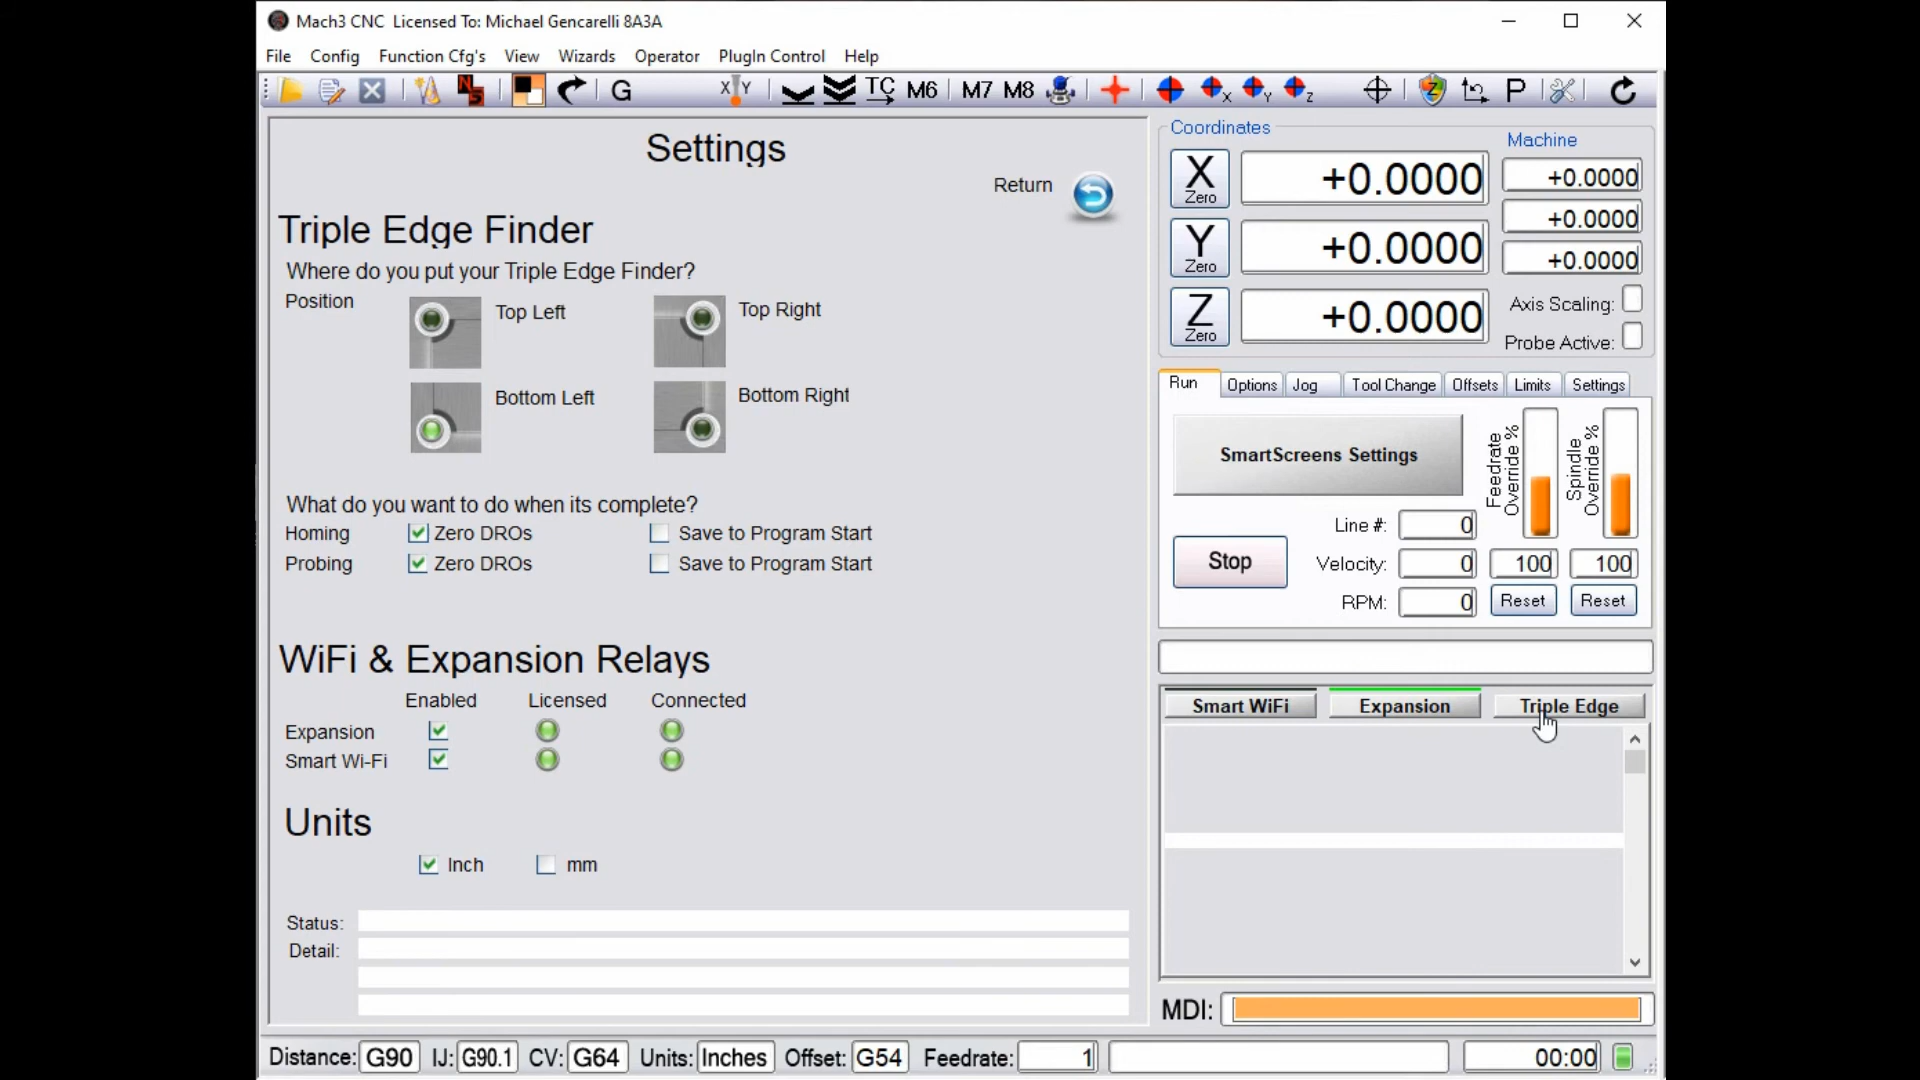 Mach3 CNC  Licensed To: Michael Gencarelli 8A3A
File Config Function Cfg's View Wizards Operator PlugIn Control Help
G XY TC M6 M7 M8 X Y Z Z P
Settings
Return
Triple Edge Finder
Where do you put your Triple Edge Finder?
Position
Top Left
Top Right
Bottom Left
Bottom Right
What do you want to do when its complete?
Homing Zero DROs Save to Program Start
Probing Zero DROs Save to Program Start
WiFi & Expansion Relays
Enabled Licensed Connected
Expansion
Smart Wi-Fi
Units
Inch mm
Status:
Detail:
Coordinates
Machine
X Zero +0.0000 +0.0000
Y Zero +0.0000 +0.0000
Z Zero +0.0000 +0.0000
Axis Scaling:
Probe Active:
Run Options Jog Tool Change Offsets Limits Settings
SmartScreens Settings
Feedrate Override %
Spindle Override %
Line #: 0
Stop
Velocity: 0 100 100
RPM: 0 Reset Reset
Smart WiFi Expansion Triple Edge
MDI:
Distance: G90 IJ: G90.1 CV: G64 Units: Inches Offset: G54 Feedrate: 1 00:00